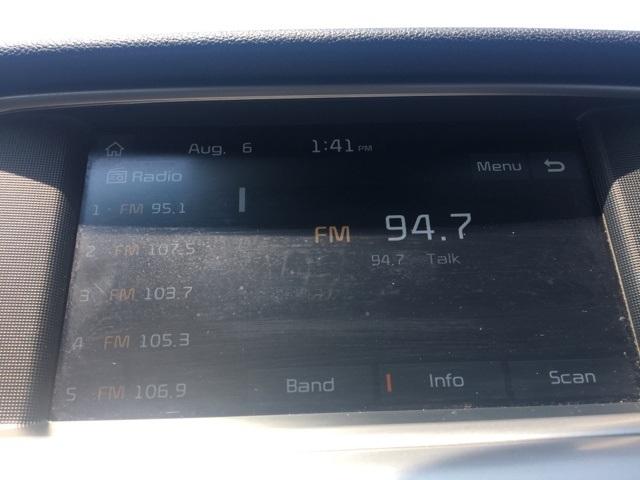 Aug. 6 1:41 PM
Radio Menu
1 FM 95.1
2 FM 107.5
3 FM 103.7
4 FM 105.3
5 FM 106.9
FM 94.7
94.7 Talk
Band Info Scan